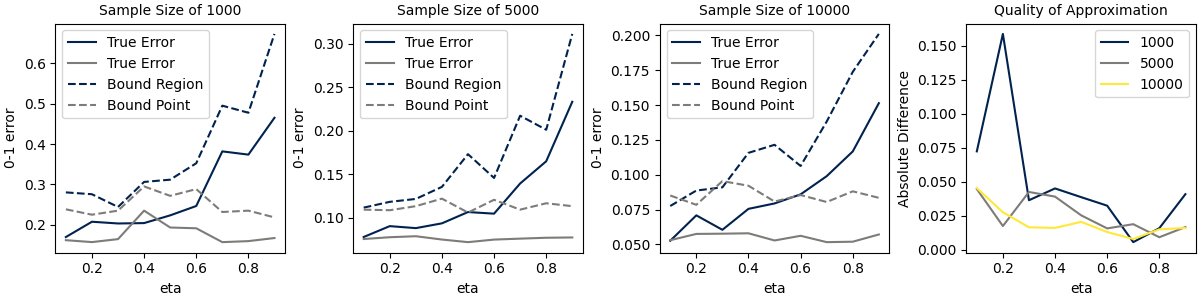 Sample Size of 1000
True Error
True Error
Bound Region
Bound Point
0.6
0.5
0.4
0.3
0.2
0-1 error
0.2 0.4 0.6 0.8
eta
Sample Size of 5000
True Error
True Error
Bound Region
Bound Point
0.30
0.25
0.20
0.15
0.10
0-1 error
0.2 0.4 0.6 0.8
eta
Sample Size of 10000
True Error
True Error
Bound Region
Bound Point
0.200
0.175
0.150
0.125
0.100
0.075
0.050
0-1 error
0.2 0.4 0.6 0.8
eta
Quality of Approximation
1000
5000
10000
0.150
0.125
0.100
0.075
0.050
0.025
0.000
Absolute Difference
0.2 0.4 0.6 0.8
eta